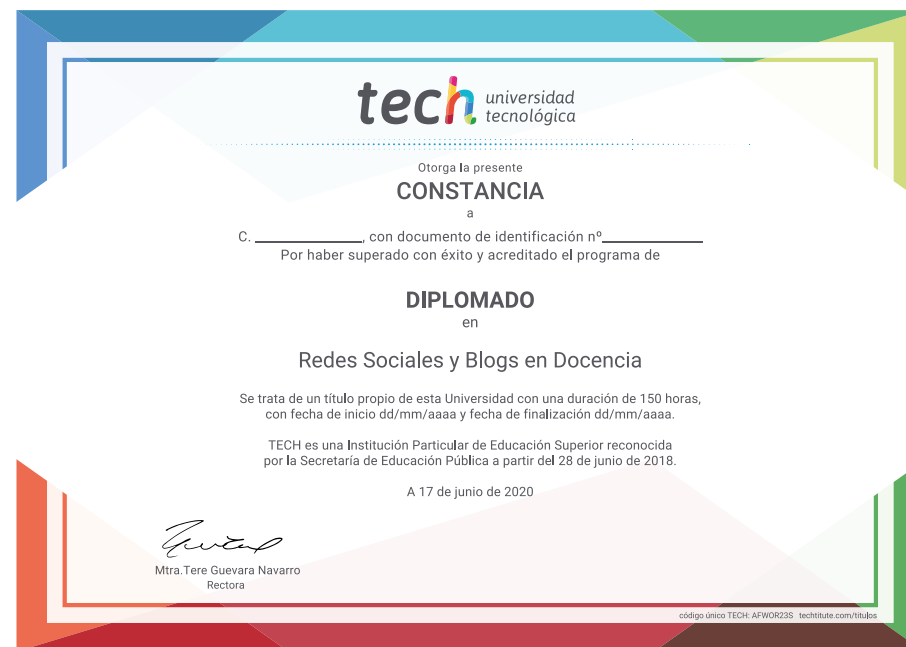 tech universidad
tecnológica
Otorga la presente
CONSTANCIA
a
C. ____________, con documento de identificación nº____________
Por haber superado con éxito y acreditado el programa de
DIPLOMADO
en
Redes Sociales y Blogs en Docencia
Se trata de un título propio de esta Universidad con una duración de 150 horas,
con fecha de inicio dd/mm/aaaa y fecha de finalización dd/mm/aaaa.
TECH es una Institución Particular de Educación Superior reconocida
por la Secretaría de Educación Pública a partir del 28 de junio de 2018.
A 17 de junio de 2020
Mtra.Tere Guevara Navarro
Rectora
código único TECH: AFWOR23S techtitute.com/titulos